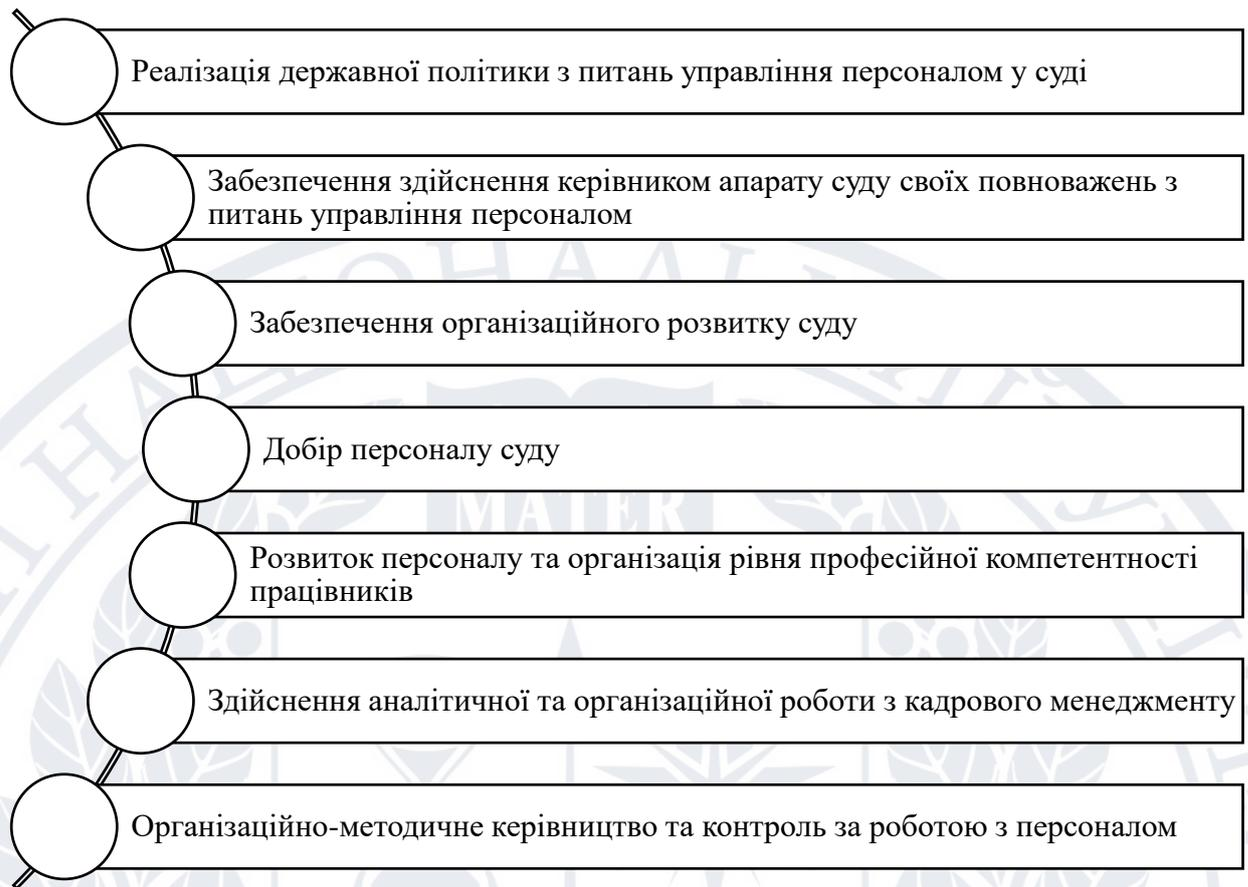 Реалізація державної політики з питань управління персоналом у суді
Забезпечення здійснення керівником апарату суду своїх повноважень з
питань управління персоналом
Забезпечення організаційного розвитку суду
Добір персоналу суду
MATER
Розвиток персоналу та організація рівня професійної компетентності
працівників
Здійснення аналітичної та організаційної роботи з кадрового менеджменту
Організаційно-методичне керівництво та контроль за роботою з персоналом